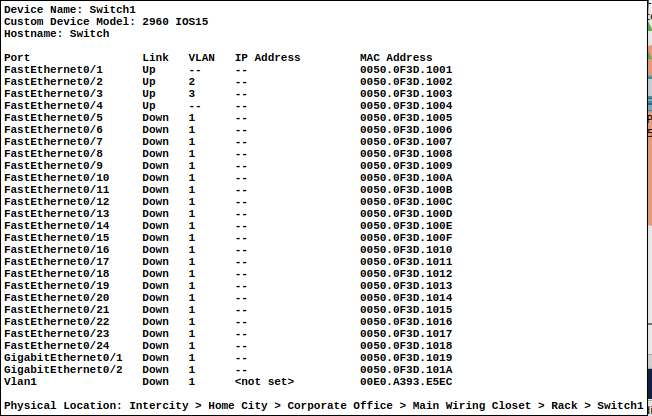 Device Name: Switch1
Custom Device Model: 2960 IOS15
Hostname: Switch

Port Link VLAN IP Address MAC Address
FastEthernet0/1 Up -- -- 0050.0F3D.1001
FastEthernet0/2 Up 2 -- 0050.0F3D.1002
FastEthernet0/3 Up 3 -- 0050.0F3D.1003
FastEthernet0/4 Up -- -- 0050.0F3D.1004
FastEthernet0/5 Down 1 -- 0050.0F3D.1005
FastEthernet0/6 Down 1 -- 0050.0F3D.1006
FastEthernet0/7 Down 1 -- 0050.0F3D.1007
FastEthernet0/8 Down 1 -- 0050.0F3D.1008
FastEthernet0/9 Down 1 -- 0050.0F3D.1009
FastEthernet0/10 Down 1 -- 0050.0F3D.100A
FastEthernet0/11 Down 1 -- 0050.0F3D.100B
FastEthernet0/12 Down 1 -- 0050.0F3D.100C
FastEthernet0/13 Down 1 -- 0050.0F3D.100D
FastEthernet0/14 Down 1 -- 0050.0F3D.100E
FastEthernet0/15 Down 1 -- 0050.0F3D.100F
FastEthernet0/16 Down 1 -- 0050.0F3D.1010
FastEthernet0/17 Down 1 -- 0050.0F3D.1011
FastEthernet0/18 Down 1 -- 0050.0F3D.1012
FastEthernet0/19 Down 1 -- 0050.0F3D.1013
FastEthernet0/20 Down 1 -- 0050.0F3D.1014
FastEthernet0/21 Down 1 -- 0050.0F3D.1015
FastEthernet0/22 Down 1 -- 0050.0F3D.1016
FastEthernet0/23 Down 1 -- 0050.0F3D.1017
FastEthernet0/24 Down 1 -- 0050.0F3D.1018
GigabitEthernet0/1 Down 1 -- 0050.0F3D.1019
GigabitEthernet0/2 Down 1 -- 0050.0F3D.101A
Vlan1 Down 1 <not set> 00E0.A393.E5EC

Physical Location: Intercity > Home City > Corporate Office > Main Wiring Closet > Rack > Switch1